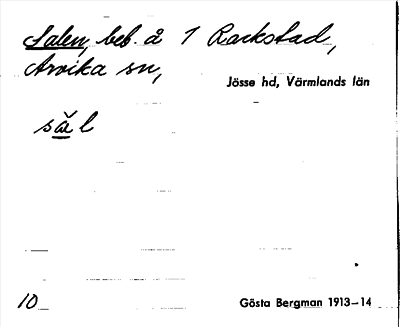 Salen, beb. å 1 Rackstad,
Arvika sn,
Jösse hd, Värmlands län
säl
10
Gösta Bergman 1913–14